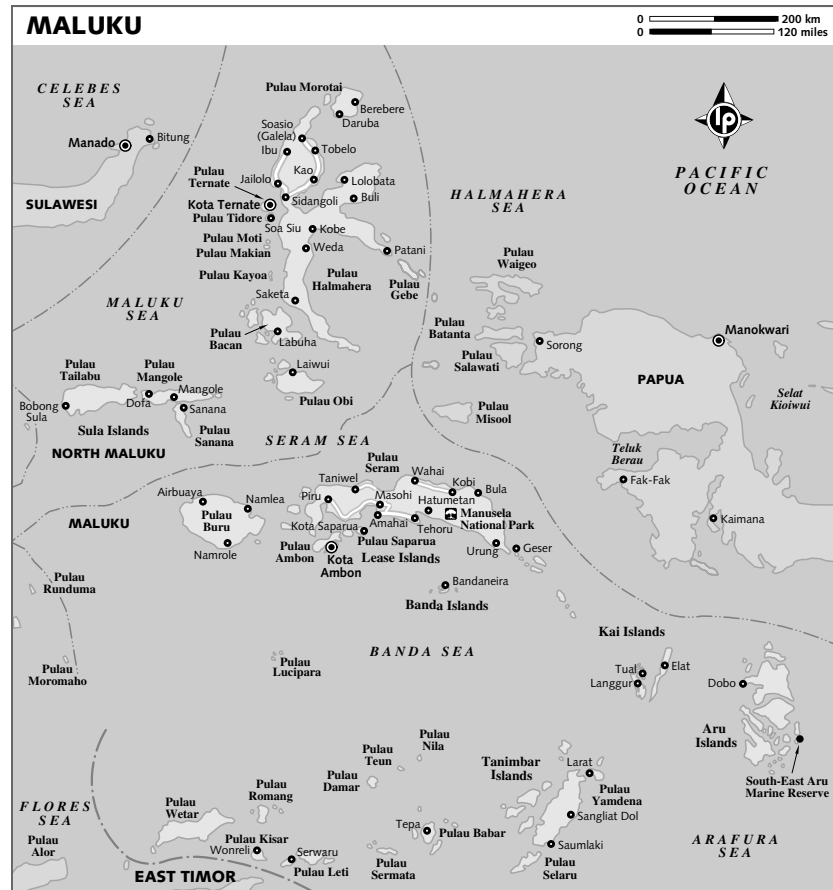 MALUKU
0 200 km
0 120 miles
CELEBES
SEA
Pulau Morotai
Berebere
Daruba
Soasio
(Galela)
Manado
Bitung
Ibu
Tobelo
lp
Pulau
Ternate
Kao
Jailolo
Lolobata
PACIFIC
OCEAN
SULAWESI
Kota Ternate
Sidangoli
Buli
HALMAHERA
SEA
Pulau Tidore
Soa Siu
Kobe
Pulau Moti
Pulau Makian
Weda
Patani
Pulau
Waigeo
Pulau Kayoa
Pulau
Halmahera
Pulau
Gebe
MALUKU
SEA
Saketa
Pulau
Bacan
Labuha
Pulau
Batanta
Sorong
Manokwari
Pulau
Tailabu
Pulau
Mangole
Laiwui
Pulau
Salawati
PAPUA
Mangole
Bobong
Sula
Dofa
Sanana
Pulau Obi
Selat
Kioiwui
Sula Islands
Pulau
Sanana
Pulau
Misool
SERAM SEA
NORTH MALUKU
Pulau
Seram
Teluk
Berau
Wahai
Taniwel
Kobi
Bula
Fak-Fak
Airbuaya
Piru
Masohi
Hatumetan
Namlea
Pulau
Buru
MALUKU
Manusela
National Park
Kota Saparua
Amahai
Tehoru
Kaimana
Pulau Saparua
Namrole
Pulau
Ambon
Kota
Ambon
Lease Islands
Urung
Geser
Pulau
Runduma
Bandaneira
Banda Islands
Kai Islands
BANDA SEA
Pulau
Moromaho
Pulau
Lucipara
Tual
Elat
Langgur
Dobo
Aru
Islands
Pulau
Nila
Pulau
Teun
Tanimbar
Islands
Larat
Pulau
Damar
Pulau
Yamdena
South-East Aru
Marine Reserve
Pulau
Romang
FLORES
SEA
Pulau
Wetar
Sangliat Dol
Tepa
Pulau Babar
ARAFURA
SEA
Pulau
Alor
Pulau Kisar
Wonreli
Serwaru
Saumlaki
Pulau Leti
Pulau
Sermata
Pulau
Selaru
EAST TIMOR